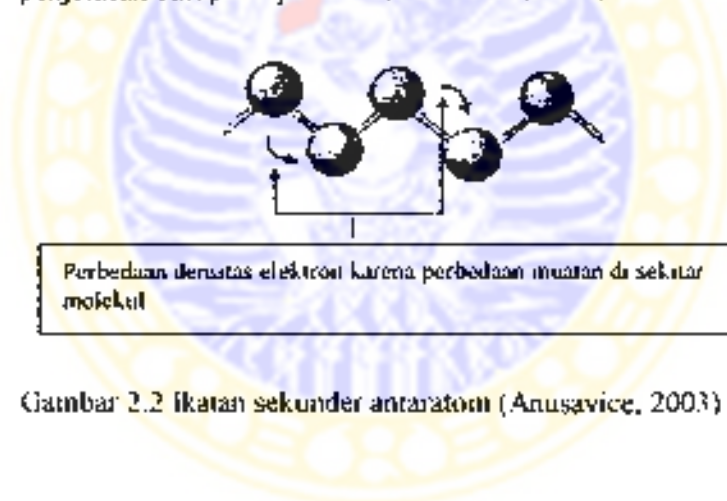 Perbedaan densitas elektron karena perbedaan muatan di sekitar
molekul
Gambar 2.2 Ikatan sekunder antaratom (Anusavice, 2003)